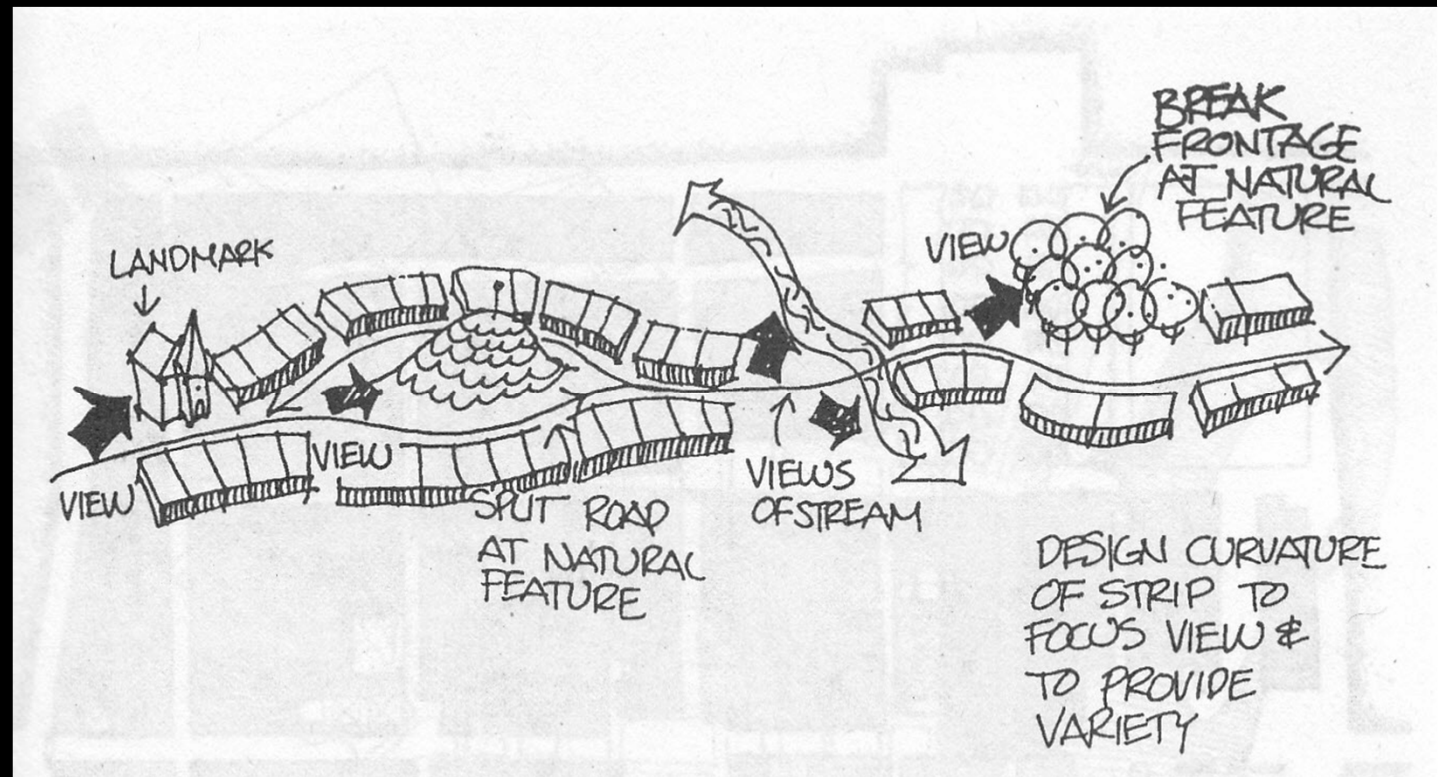 LANDMARK
VIEW
VIEW
SPLIT ROAD
AT NATURAL
FEATURE
VIEWS
OF STREAM
VIEW
BREAK
FRONTAGE
AT NATURAL
FEATURE
DESIGN CURVATURE
OF STRIP TO
FOCUS VIEW &
TO PROVIDE
VARIETY